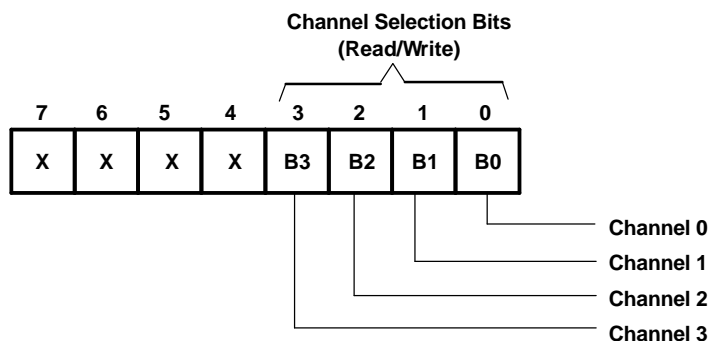 Channel Selection Bits
(Read/Write)
7 6 5 4 3 2 1 0
X X X X B3 B2 B1 B0
Channel 0
Channel 1
Channel 2
Channel 3